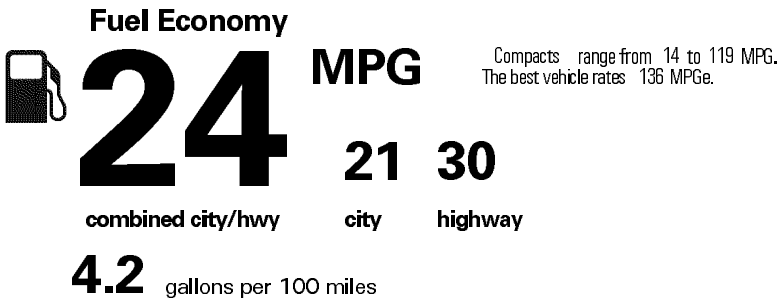 Fuel Economy
24 MPG
Compacts range from 14 to 119 MPG.
The best vehicle rates 136 MPGe.
21 30
combined city/hwy city highway
4.2 gallons per 100 miles